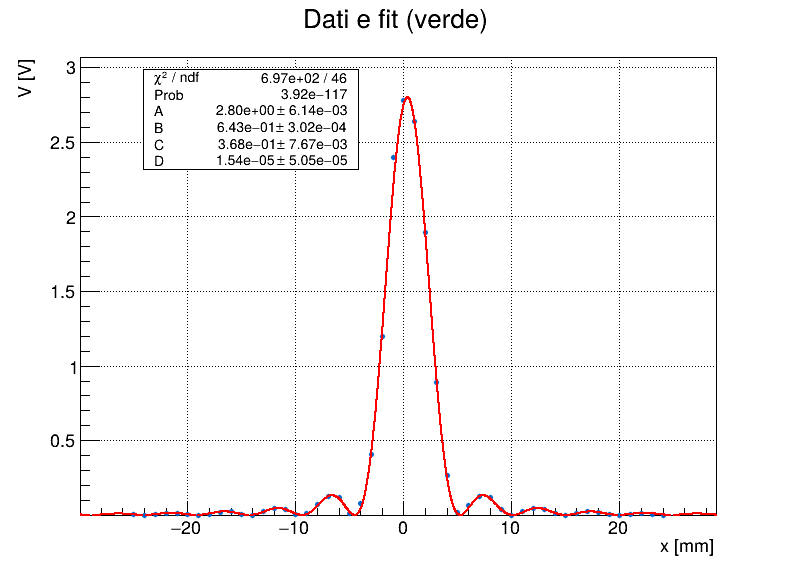 Dati e fit (verde)
V [V]
χ² / ndf 6.97e+02 / 46
Prob 3.92e−117
A 2.80e+00± 6.14e−03
B 6.43e−01± 3.02e−04
C 3.68e−01± 7.67e−03
D 1.54e−05± 5.05e−05
3
2.5
2
1.5
1
0.5
−20 −10 0 10 20
x [mm]